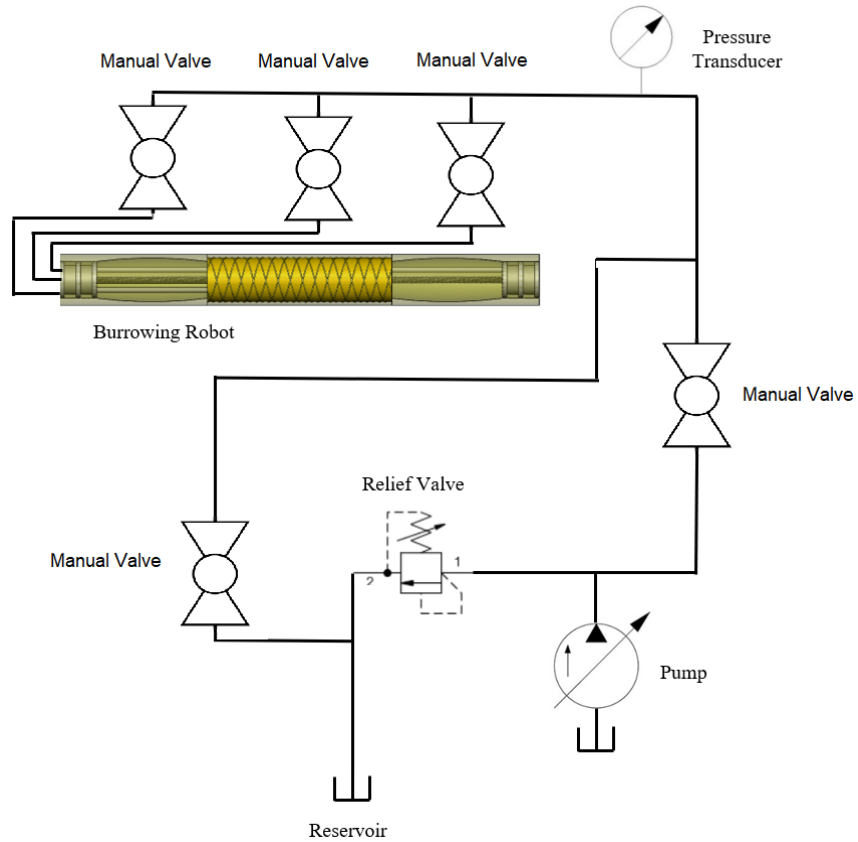 Manual Valve
Manual Valve
Manual Valve
Pressure
Transducer
Burrowing Robot
Manual Valve
Relief Valve
Manual Valve
2
1
Pump
Reservoir